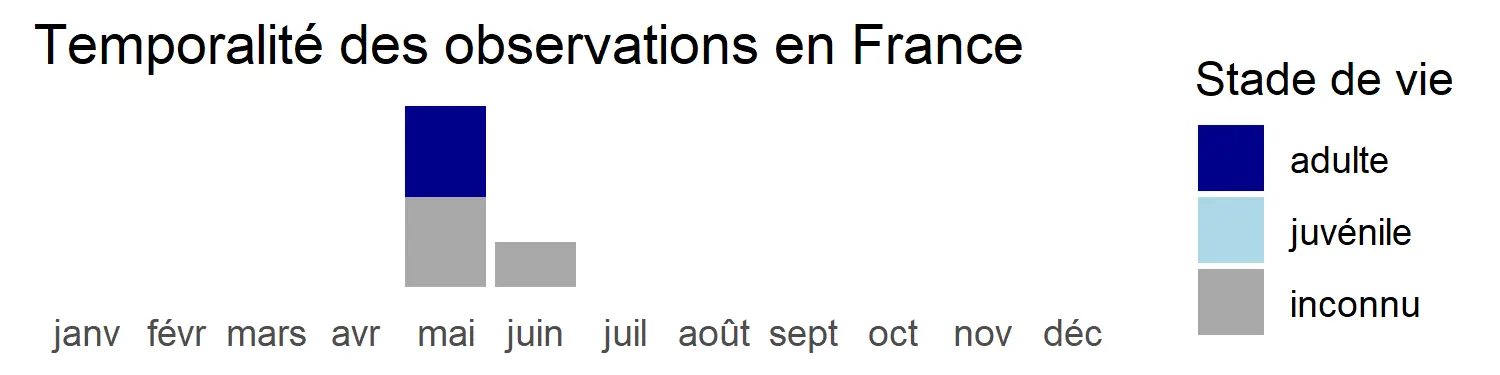 Temporalité des observations en France
janv févr mars avr mai juin juil août sept oct nov déc
Stade de vie
adulte
juvénile
inconnu